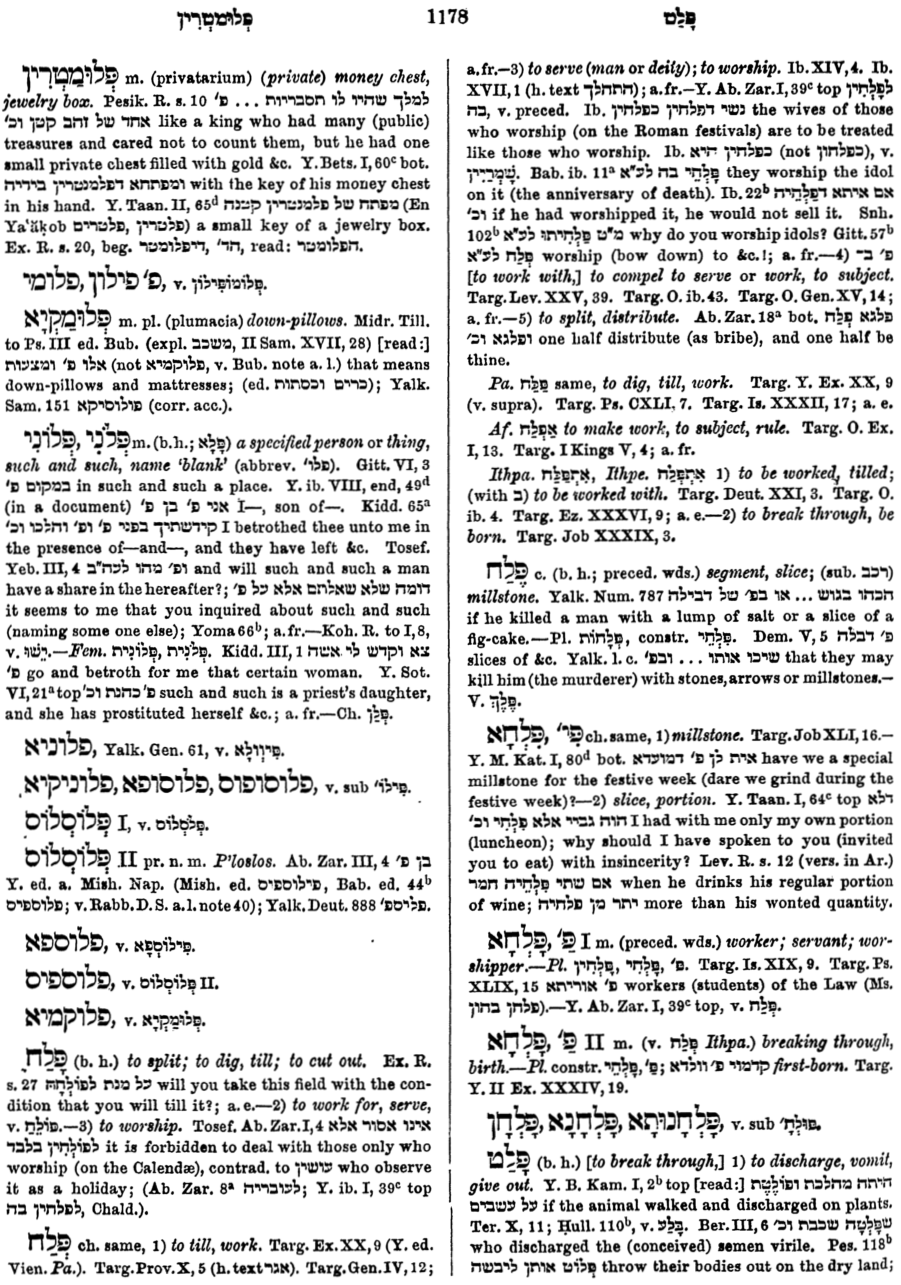 פְּלוּמַטְרִין 1178 פָּלַט
פְּלוּמַטְרִין m. (privatarium) (private) money chest,
jewelry box. Pesik. R. s. 10 למלך שהיו לו תסבריות ... פ׳
אחד של זהב קטן וכ׳ like a king who had many (public)
treasures and cared not to count them, but he had one
small private chest filled with gold &c. Y. Bets. I, 60ᶜ bot.
ומפתחא דפלמנטרין בידיה with the key of his money chest
in his hand. Y. Taan. II, 65ᵈ מפתח של פלמנטרין קטנה (En
Yaʿăḳob פלטרין, פלטרים) a small key of a jewelry box.
Ex. R. s. 20, beg. הד׳, דיפלומטר, read: הפלומטר.
פלומי, פ׳ פילון, v. פְּלוּמוֹפִּילוֹן.
פְּלוּמַקְיָא m. pl. (plumacia) down-pillows. Midr. Till.
to Ps. III ed. Bub. (expl. משכב, II Sam. XVII, 28) [read:]
אלו פ׳ ומצעות (not פלוקמיא, v. Bub. note a. l.) that means
down-pillows and mattresses; (ed. כרים וכסתות); Yalk.
Sam. 151 פולוסיקא (corr. acc.).
פְּלוֹנִי, פְּלֹנִי m. (b. h.; פָּלָא) a specified person or thing,
such and such, name ‘blank’ (abbrev. פלו׳). Gitt. VI, 3
במקום פ׳ in such and such a place. Y. ib. VIII, end, 49ᵈ
(in a document) אני פ׳ בן פ׳ I—, son of—. Kidd. 65ᵃ
קידשתיך בפני פ׳ ופ׳ והלכו וכ׳ I betrothed thee unto me in
the presence of—and—, and they have left &c. Tosef.
Yeb. III, 4 ופ׳ מהו לעה״ב and will such and such a man
have a share in the hereafter?; דומה שלא שאלתם אלא על פ׳
it seems to me that you inquired about such and such
(naming some one else); Yoma 66ᵇ; a. fr.—Koh. R. to I, 8,
v. יֵשׁוּ.—Fem. פְּלֹנִית, פְּלוֹנִית. Kidd. III, 1 צא וקדש לי אשה
פ׳ go and betroth for me that certain woman. Y. Sot.
VI, 21ᵃ top פ׳ כהנת וכ׳ such and such is a priest’s daughter,
and she has prostituted herself &c.; a. fr.—Ch. פְּלָן.
פלוניא, Yalk. Gen. 61, v. פִּיוְולָא.
פלוסופוס, פלוסופא, פלוניקיא, v. sub פִּילוֹ׳.
פְּלוֹסְלוֹס I, v. פְּלֹסְלוֹס.
פְּלוֹסְלוֹס II pr. n. m. P’loslos. Ab. Zar. III, 4 בן פ׳
Y. ed. a. Mish. Nap. (Mish. ed. פילוספיס, Bab. ed. 44ᵇ
פלוספיס; v. Rabb. D. S. a. l. note 40); Yalk. Deut. 888 פליספ׳.
פלוספא, v. פִּילוֹסְפָא.
פלוספיס, v. פְּלוֹסְלוֹס II.
פלוקמיא, v. פְּלוּמַקְיָא.
פָּלַח (b. h.) to split; to dig, till; to cut out. Ex. R.
s. 27 על מנת לפולחה will you take this field with the con-
dition that you will till it?; a. e.—2) to work for, serve,
v. פּוֹלֵחַ.—3) to worship. Tosef. Ab. Zar. I, 4 אינו אסור אלא
לפולחין בלבד it is forbidden to deal with those only who
worship (on the Calendæ), contrad. to עושין who observe
it as a holiday; (Ab. Zar. 8ᵃ לעובדיה; Y. ib. I, 39ᶜ top
לפלחין בה, Chald.).
פְּלַח ch. same, 1) to till, work. Targ. Ex. XX, 9 (Y. ed.
Vien. Pa.). Targ. Prov. X, 5 (h. text אגר). Targ. Gen. IV, 12;
a. fr.—3) to serve (man or deity); to worship. Ib. XIV, 4. Ib.
XVII, 1 (h. text התהלך); a. fr.—Y. Ab. Zar. I, 39ᶜ top לפָלְחִין
בה, v. preced. Ib. נשי דפלחין כפלחין the wives of those
who worship (on the Roman festivals) are to be treated
like those who worship. Ib. כפלחין היא (not כפלחון), v.
שָׁמְרַיִין. Bab. ib. 11ᵃ פָּלְחֵי בה לע״א they worship the idol
on it (the anniversary of death). Ib. 22ᵇ אם איתא דפַלְחֵיה
וכ׳ if he had worshipped it, he would not sell it. Snh.
102ᵇ מ״ט פַּלְחִיתוּ לע״א why do you worship idols? Gitt. 57ᵇ
פְּלַח לע״א worship (bow down) to &c.!; a. fr.—4) פ׳ ב־
[to work with,] to compel to serve or work, to subject.
Targ. Lev. XXV, 39. Targ. O. ib. 43. Targ. O. Gen. XV, 14;
a. fr.—5) to split, distribute. Ab. Zar. 18ᵃ bot. פלגא פְּלַח
ופלגא וכ׳ one half distribute (as bribe), and one half be
thine.
Pa. פַּלַּח same, to dig, till, work. Targ. Y. Ex. XX, 9
(v. supra). Targ. Ps. CXLI, 7. Targ. Is. XXXII, 17; a. e.
Af. אַפְלַח to make work, to subject, rule. Targ. O. Ex.
I, 13. Targ. I Kings V, 4; a. fr.
Ithpa. אִתְפַּלַּח, Ithpe. אִתְפְּלַח 1) to be worked, tilled;
(with ב) to be worked with. Targ. Deut. XXI, 3. Targ. O.
ib. 4. Targ. Ez. XXXVI, 9; a. e.—2) to break through, be
born. Targ. Job XXXIX, 3.
פֶּלַח c. (b. h.; preced. wds.) segment, slice; (sub. רכב)
millstone. Yalk. Num. 787 הכהו בגוש ... או בפ׳ של דבילה
if he killed a man with a lump of salt or a slice of a
fig-cake.—Pl. פְּלָחוֹת, constr. פִּלְחֵי. Dem. V, 5 פ׳ דבלה
slices of &c. Yalk. l. c. שיכו אותו ... ובפ׳ that they may
kill him (the murderer) with stones, arrows or millstones.—
V. פֶּלֶךְ.
פִּלְחָא, פִּי׳ ch. same, 1) millstone. Targ. Job XLI, 16.—
Y. M. Kat. I, 80ᵈ bot. אית לן פ׳ דמועדא have we a special
millstone for the festive week (dare we grind during the
festive week)?—2) slice, portion. Y. Taan. I, 64ᶜ top דלא
הוה גביי אלא פִּלְחִי וכ׳ I had with me only my own portion
(luncheon); why should I have spoken to you (invited
you to eat) with insincerity? Lev. R. s. 12 (vers. in Ar.)
אם שתי פִּלְחֵיה חמר when he drinks his regular portion
of wine; יתר מן פלחיה more than his wonted quantity.
פָּלְחָא, פַּ׳ I m. (preced. wds.) worker; servant; wor-
shipper.—Pl. פָּלְחִין, פָּלְחֵי, פַּ׳. Targ. Is. XIX, 9. Targ. Ps.
XLIX, 15 פ׳ אוריתא workers (students) of the Law (Ms.
פלחן בהון).—Y. Ab. Zar. I, 39ᶜ top, v. פְּלַח.
פָּלְחָא, פַּ׳ II m. (v. פְּלַח Ithpa.) breaking through,
birth.—Pl. constr. פָּלְחֵי, פַּ׳; קדמוי פ׳ וולדא first-born. Targ.
Y. II Ex. XXXIV, 19.
פָּלְחָן, פָּלְחָנָא, פָּלְחָנוּתָא, v. sub פּוּלְחָ׳.
פָּלַט (b. h.) [to break through,] 1) to discharge, vomit,
give out. Y. B. Kam. I, 2ᵇ top [read:] היתה מהלכת ופוֹלֶטֶת
על עשבים if the animal walked and discharged on plants.
Ter. X, 11; Ḥull. 110ᵇ, v. בָּלַע. Ber. III, 6 שפָּלְטָה שכבת וכ׳
who discharged the (conceived) semen virile. Pes. 118ᵇ
פְּלוֹט אותן ליבשה throw their bodies out on the dry land;